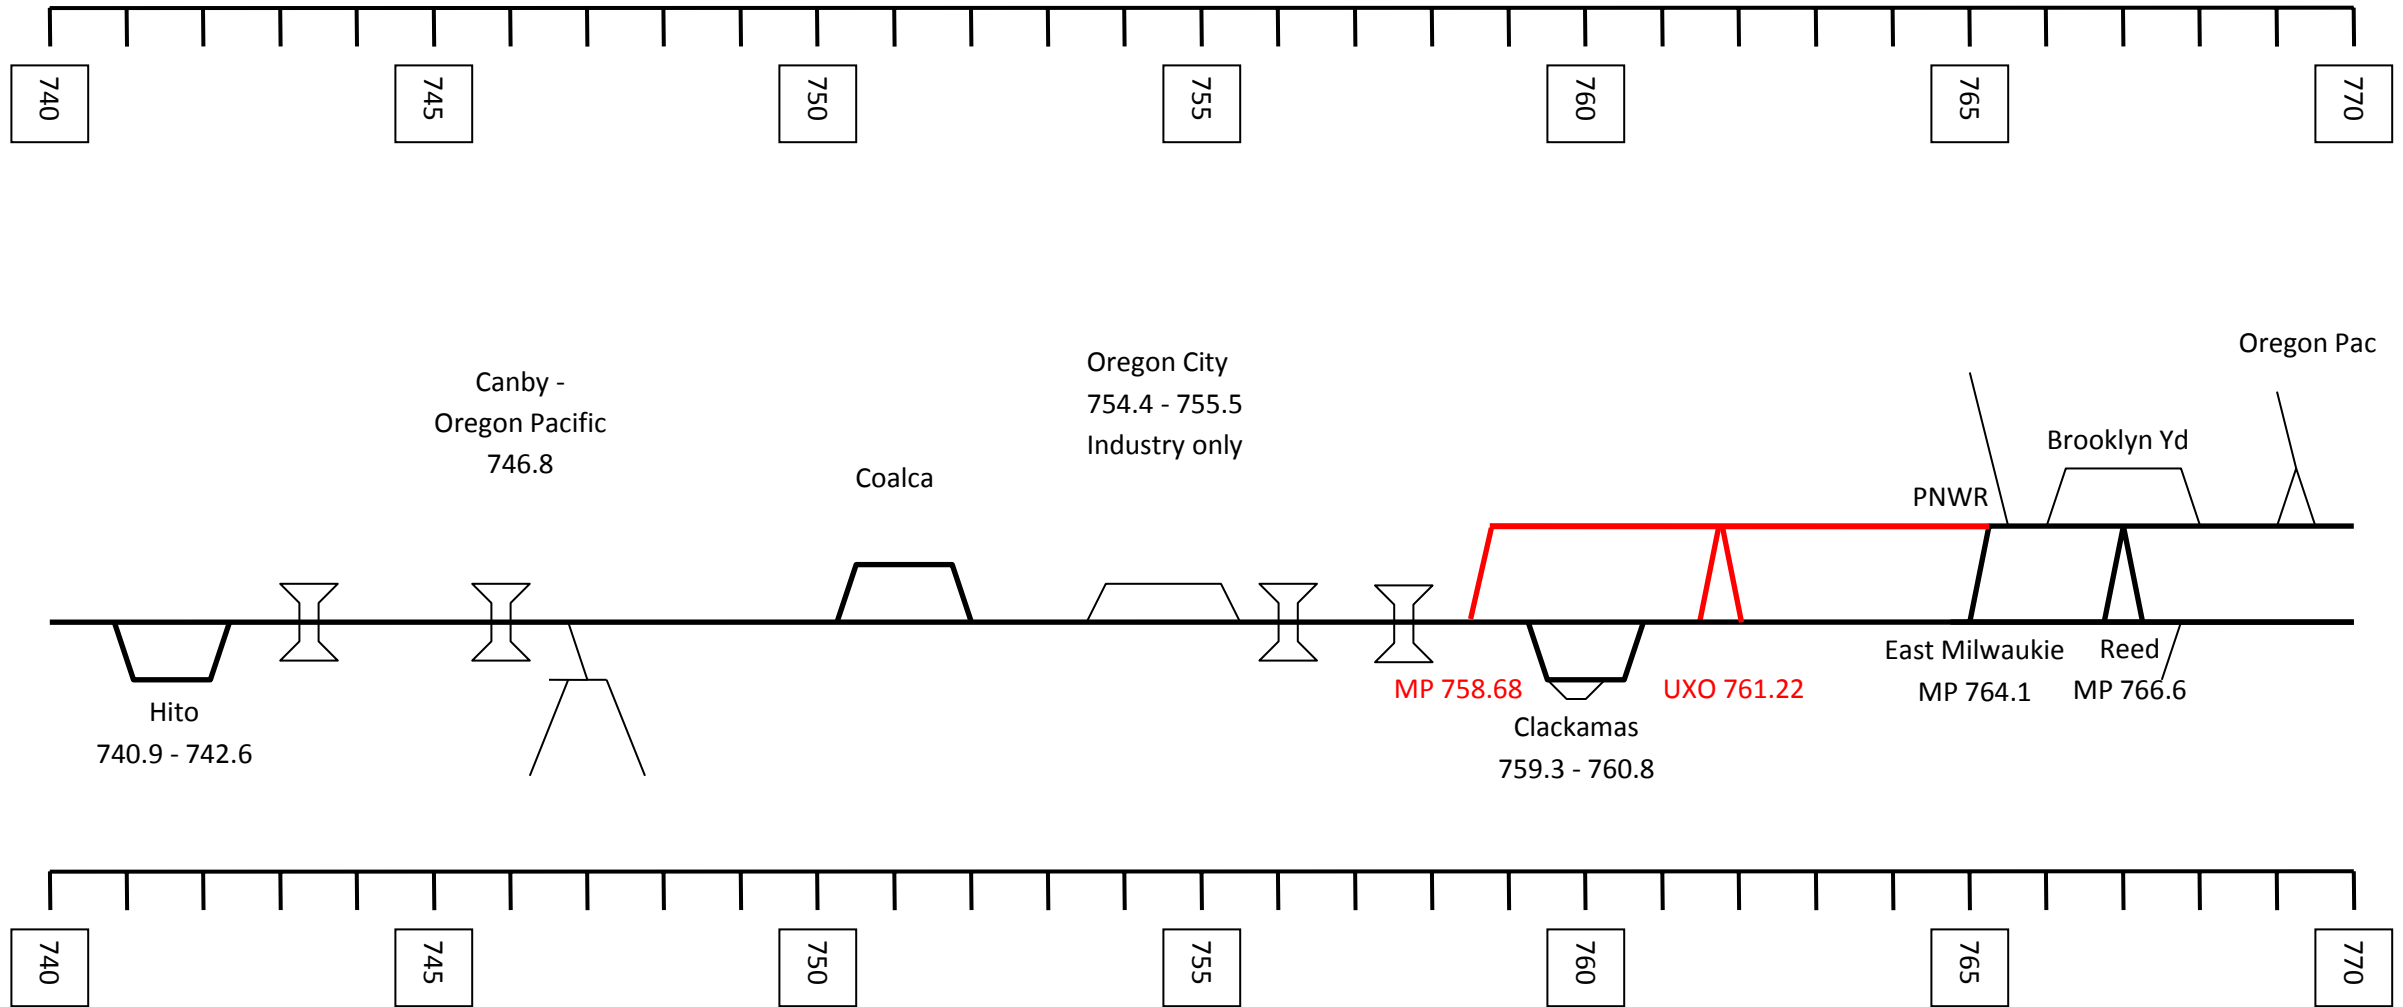 740
745
750
755
760
765
770
Canby -
Oregon Pacific
746.8
Coalca
Oregon City
754.4 - 755.5
Industry only
Oregon Pac
Brooklyn Yd
PNWR
Hito
740.9 - 742.6
MP 758.68
Clackamas
759.3 - 760.8
UXO 761.22
East Milwaukie
MP 764.1
Reed
MP 766.6
740
745
750
755
760
765
770